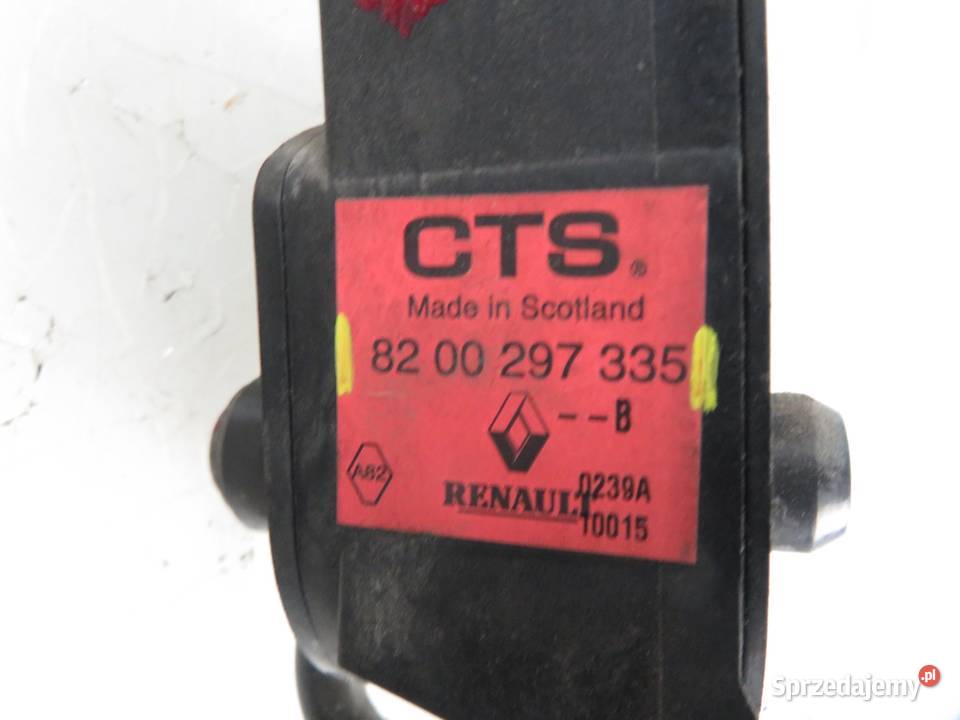 CTS®
Made in Scotland
82 00 297 335
--B
A82
RENAULT
0239A
10015
Sprzedajemy.pl